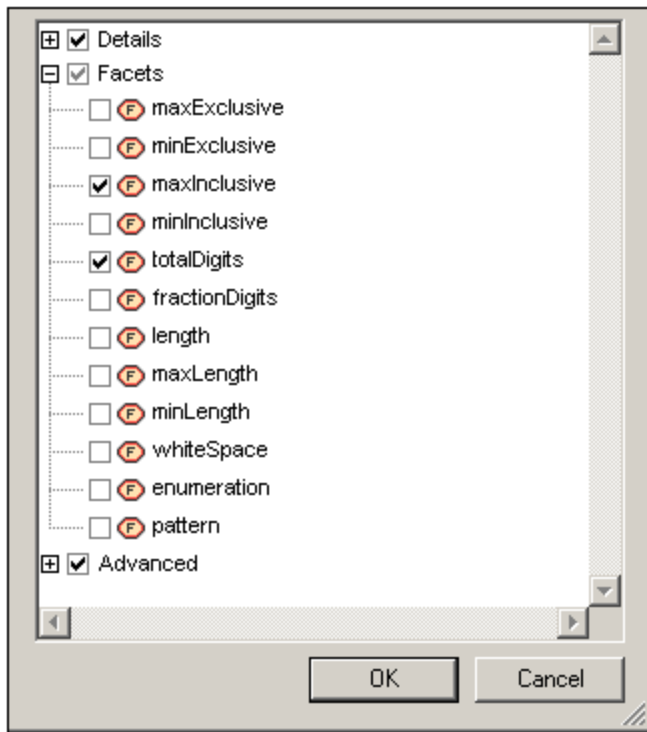 Details
Facets
F maxExclusive
F minExclusive
F maxInclusive
F minInclusive
F totalDigits
F fractionDigits
F length
F maxLength
F minLength
F whiteSpace
F enumeration
F pattern
Advanced
OK Cancel